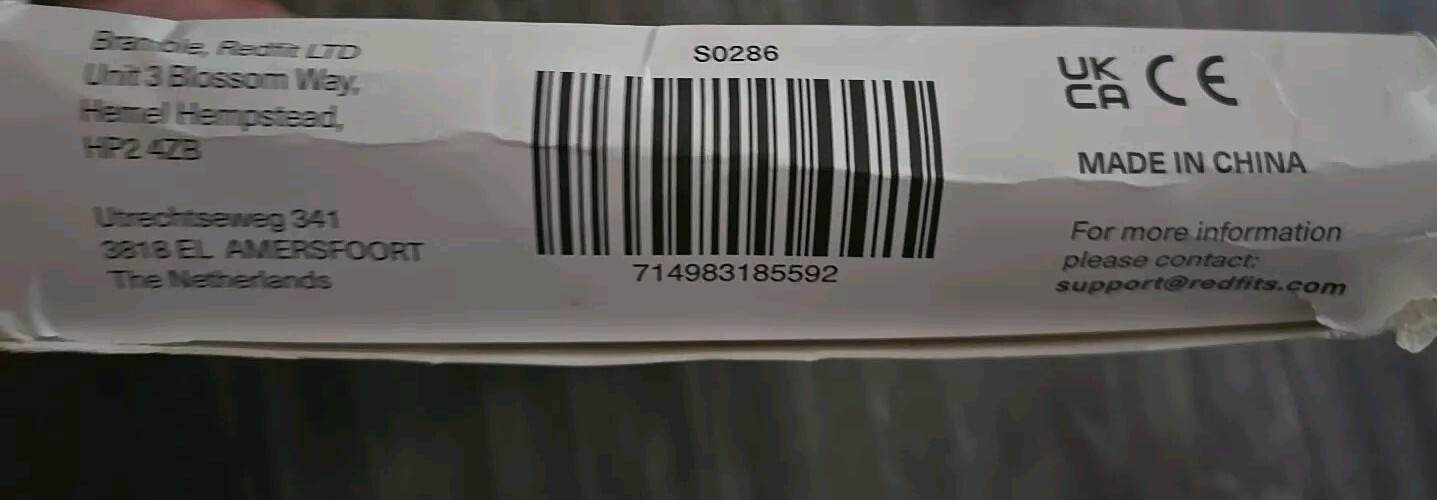 Bramble, Redfit LTD
Unit 3 Blossom Way,
Hemel Hempstead,
HP2 4ZB
Utrechtseweg 341
3818 EL AMERSFOORT
The Netherlands
S0286
714983185592
UK
CA CE
MADE IN CHINA
For more information
please contact:
support@redfits.com